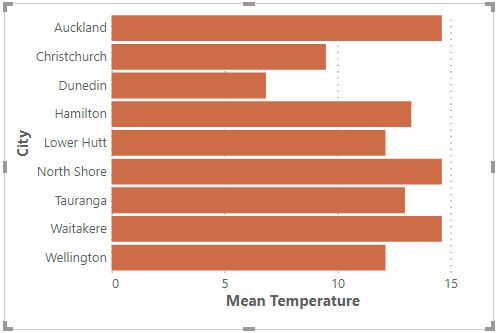 Auckland
Christchurch
Dunedin
Hamilton
Lower Hutt
North Shore
Tauranga
Waitakere
Wellington
City
0 5 10 15
Mean Temperature